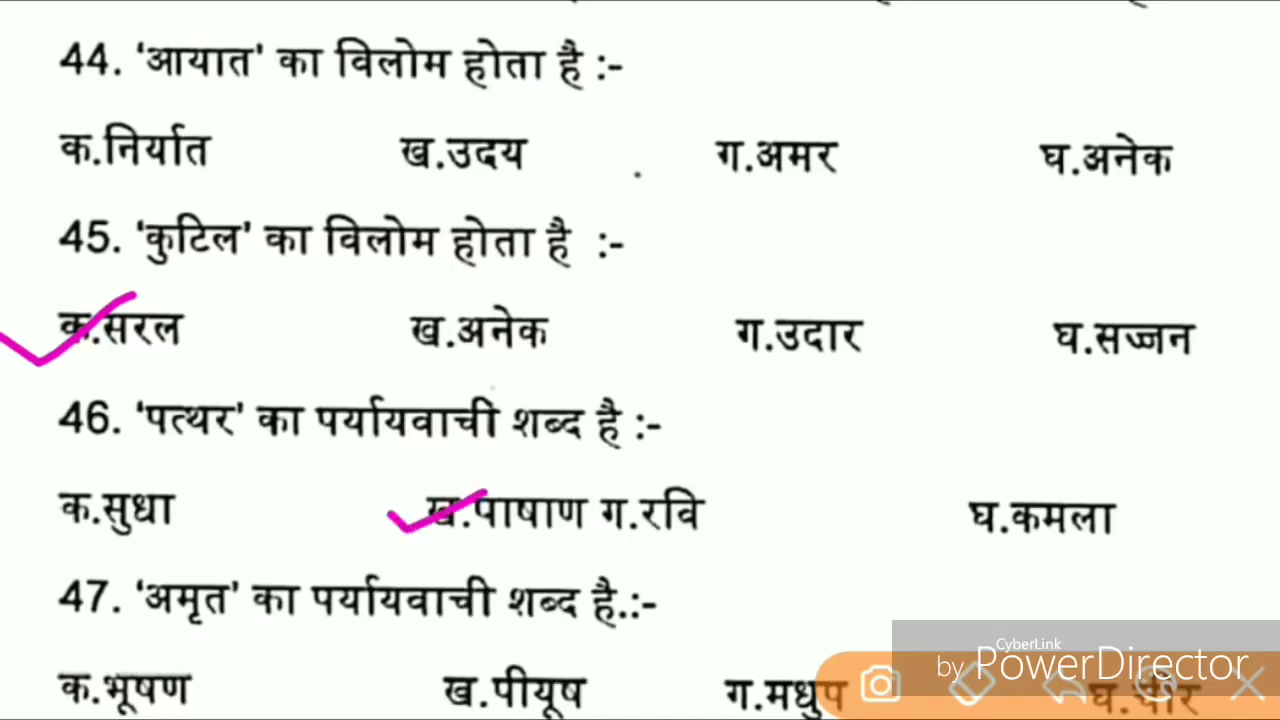 44. 'आयात' का विलोम होता है :-
क.निर्यात ख.उदय ग.अमर घ.अनेक
45. 'कुटिल' का विलोम होता है :-
क.सरल ख.अनेक ग.उदार घ.सज्जन
46. 'पत्थर' का पर्यायवाची शब्द है :-
क.सुधा ख.पाषाण ग.रवि घ.कमला
47. 'अमृत' का पर्यायवाची शब्द है.:-
क.भूषण ख.पीयूष ग.मधुप
CyberLink
by PowerDirector